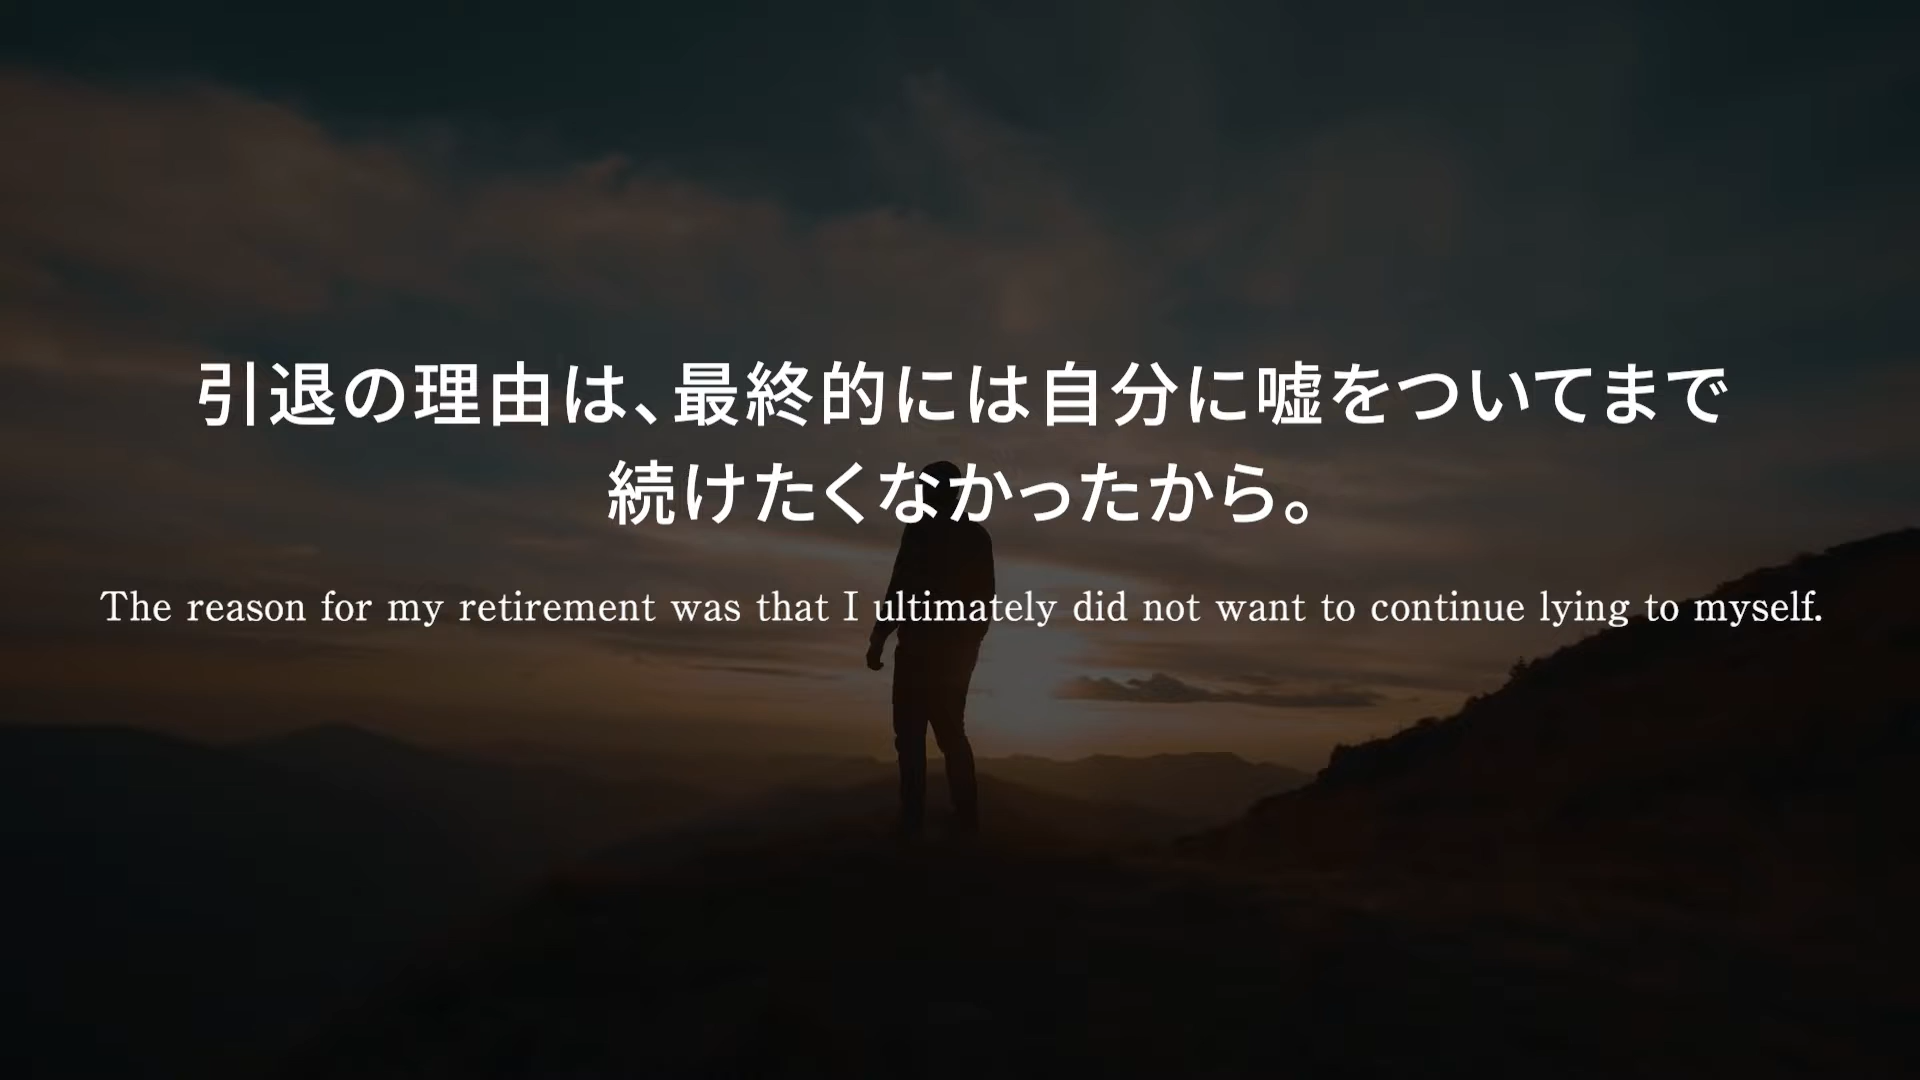 引退の理由は、最終的には自分に嘘をついてまで
続けたくなかったから。
The reason for my retirement was that I ultimately did not want to continue lying to myself.